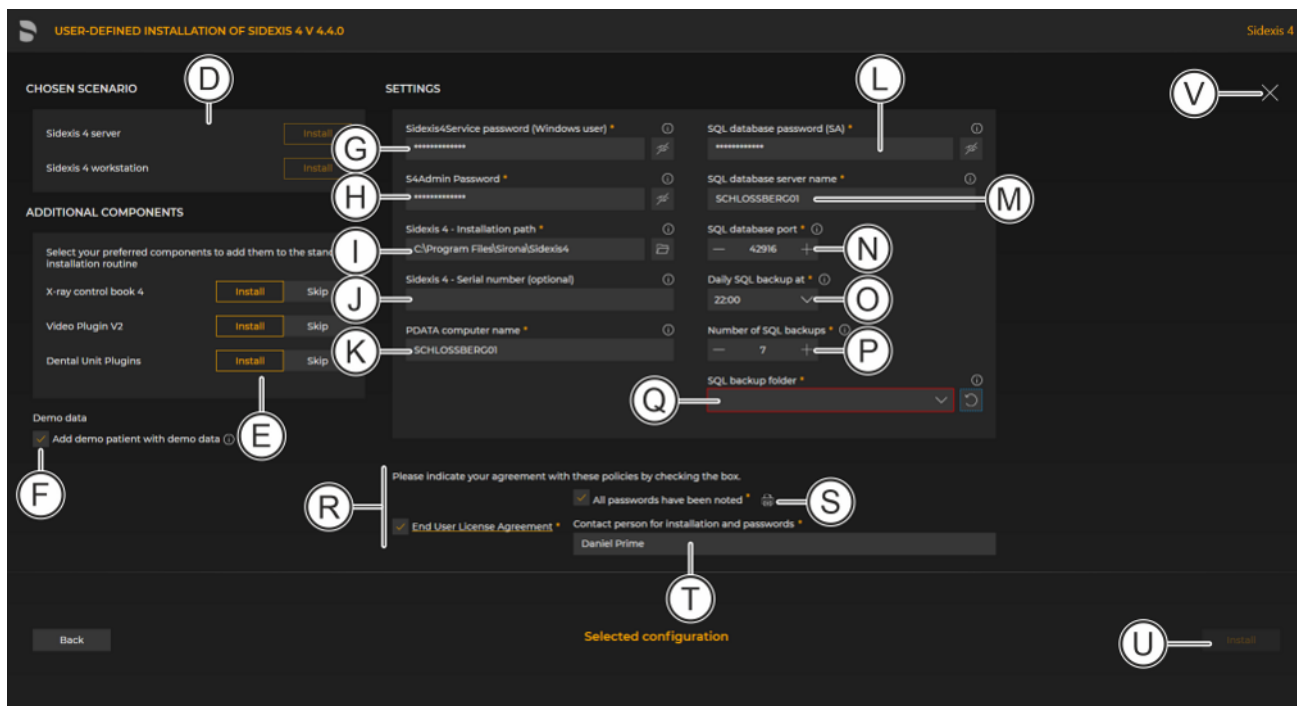 USER-DEFINED INSTALLATION OF SIDEXIS 4 V 4.4.0
Sidexis 4
CHOSEN SCENARIO
D
Sidexis 4 server
Install
Sidexis 4 workstation
Install
ADDITIONAL COMPONENTS
Select your preferred components to add them to the
installation routine
X-ray control book 4
Install
Skip
Video Plugin V2
Install
Skip
Dental Unit Plugins
Install
Skip
E
Demo data
Add demo patient with demo data
F
SETTINGS
L
V
Sidexis4Service password (Windows user) *
G
*************
S4Admin Password *
H
*************
Sidexis 4 - Installation path *
I
C:\Program Files\Sirona\Sidexis4
Sidexis 4 - Serial number (optional)
J
PDATA computer name *
K
SCHLOSSBERG01
SQL database password (SA) *
************
SQL database server name *
SCHLOSSBERG01
M
SQL database port *
42916
N
Daily SQL backup at *
22:00
O
Number of SQL backups *
7
P
SQL backup folder *
Q
Please indicate your agreement with these policies by checking the box.
R
All passwords have been noted *
S
End User License Agreement *
Contact person for installation and passwords *
Daniel Prime
T
Back
Selected configuration
U
Install